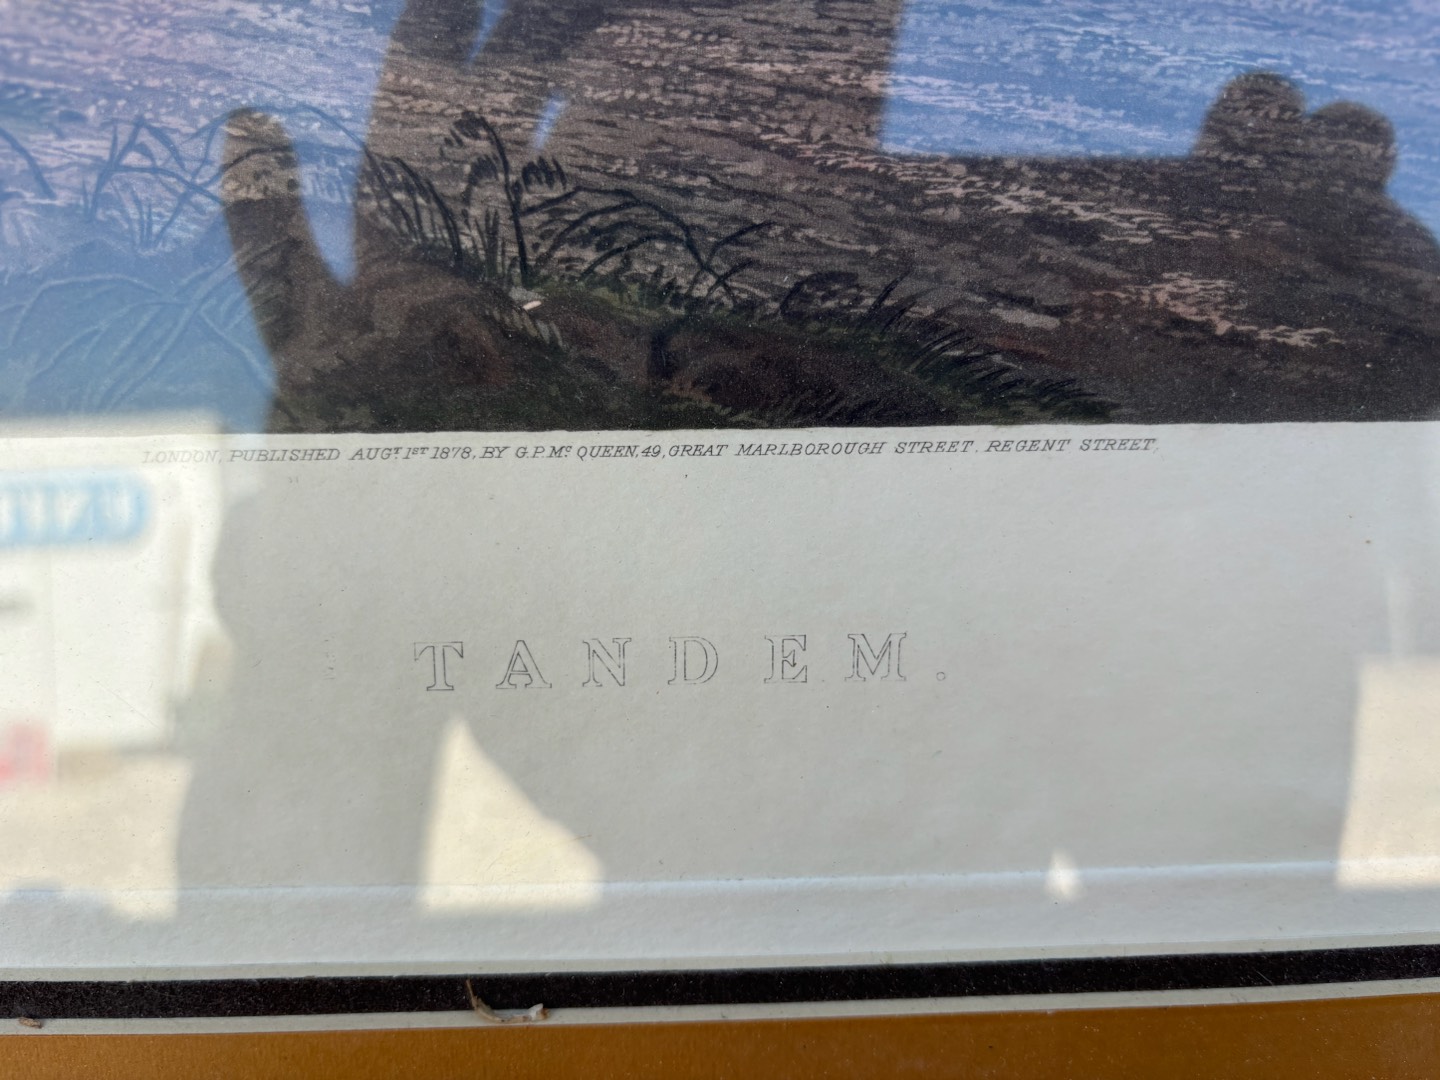 LONDON, PUBLISHED AUGT. 1ST 1878, BY G.P. MC QUEEN, 49, GREAT MARLBOROUGH STREET. REGENT STREET,
TANDEM.